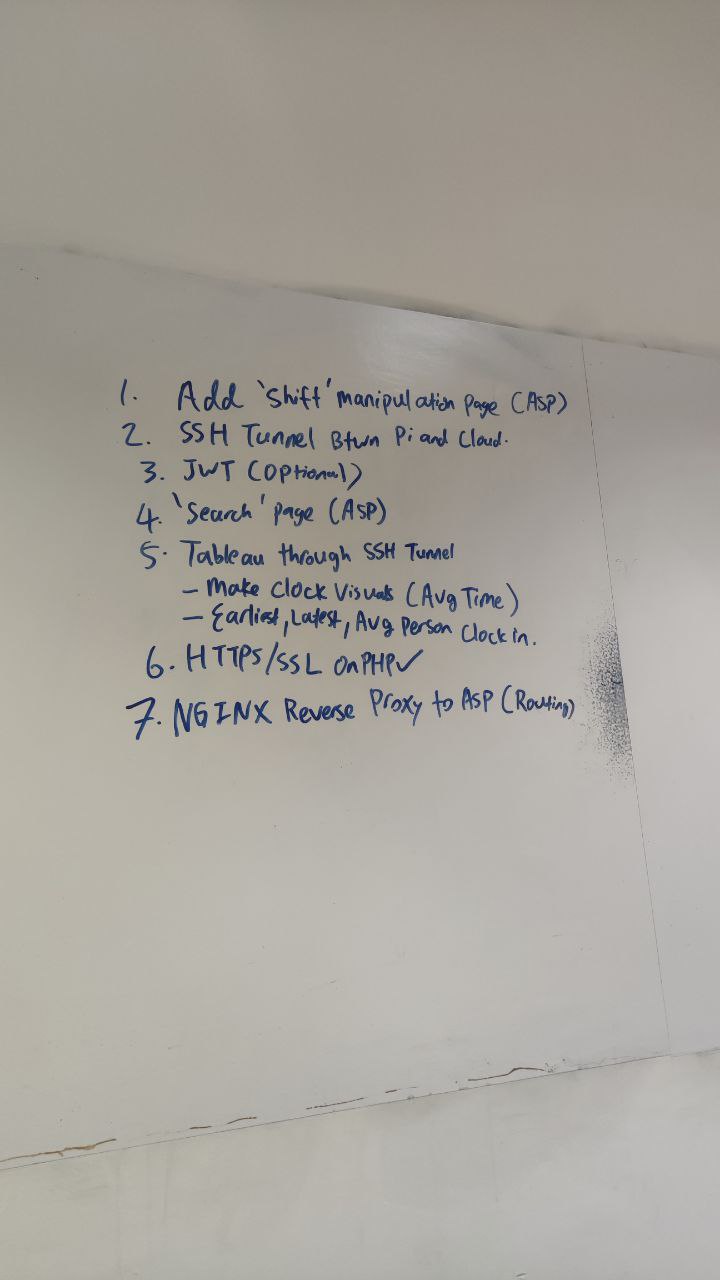 1. Add 'Shift' manipulation page (ASP)
2. SSH Tunnel Btwn Pi and Cloud.
3. JWT (Optional)
4. 'Search' page (ASP)
5. Tableau through SSH Tunnel
- Make Clock Visuals (Avg Time)
- Earliest, Latest, Avg Person Clock in.
6. HTTPS/SSL on PHP✓
7. NGINX Reverse Proxy to ASP (Routing)